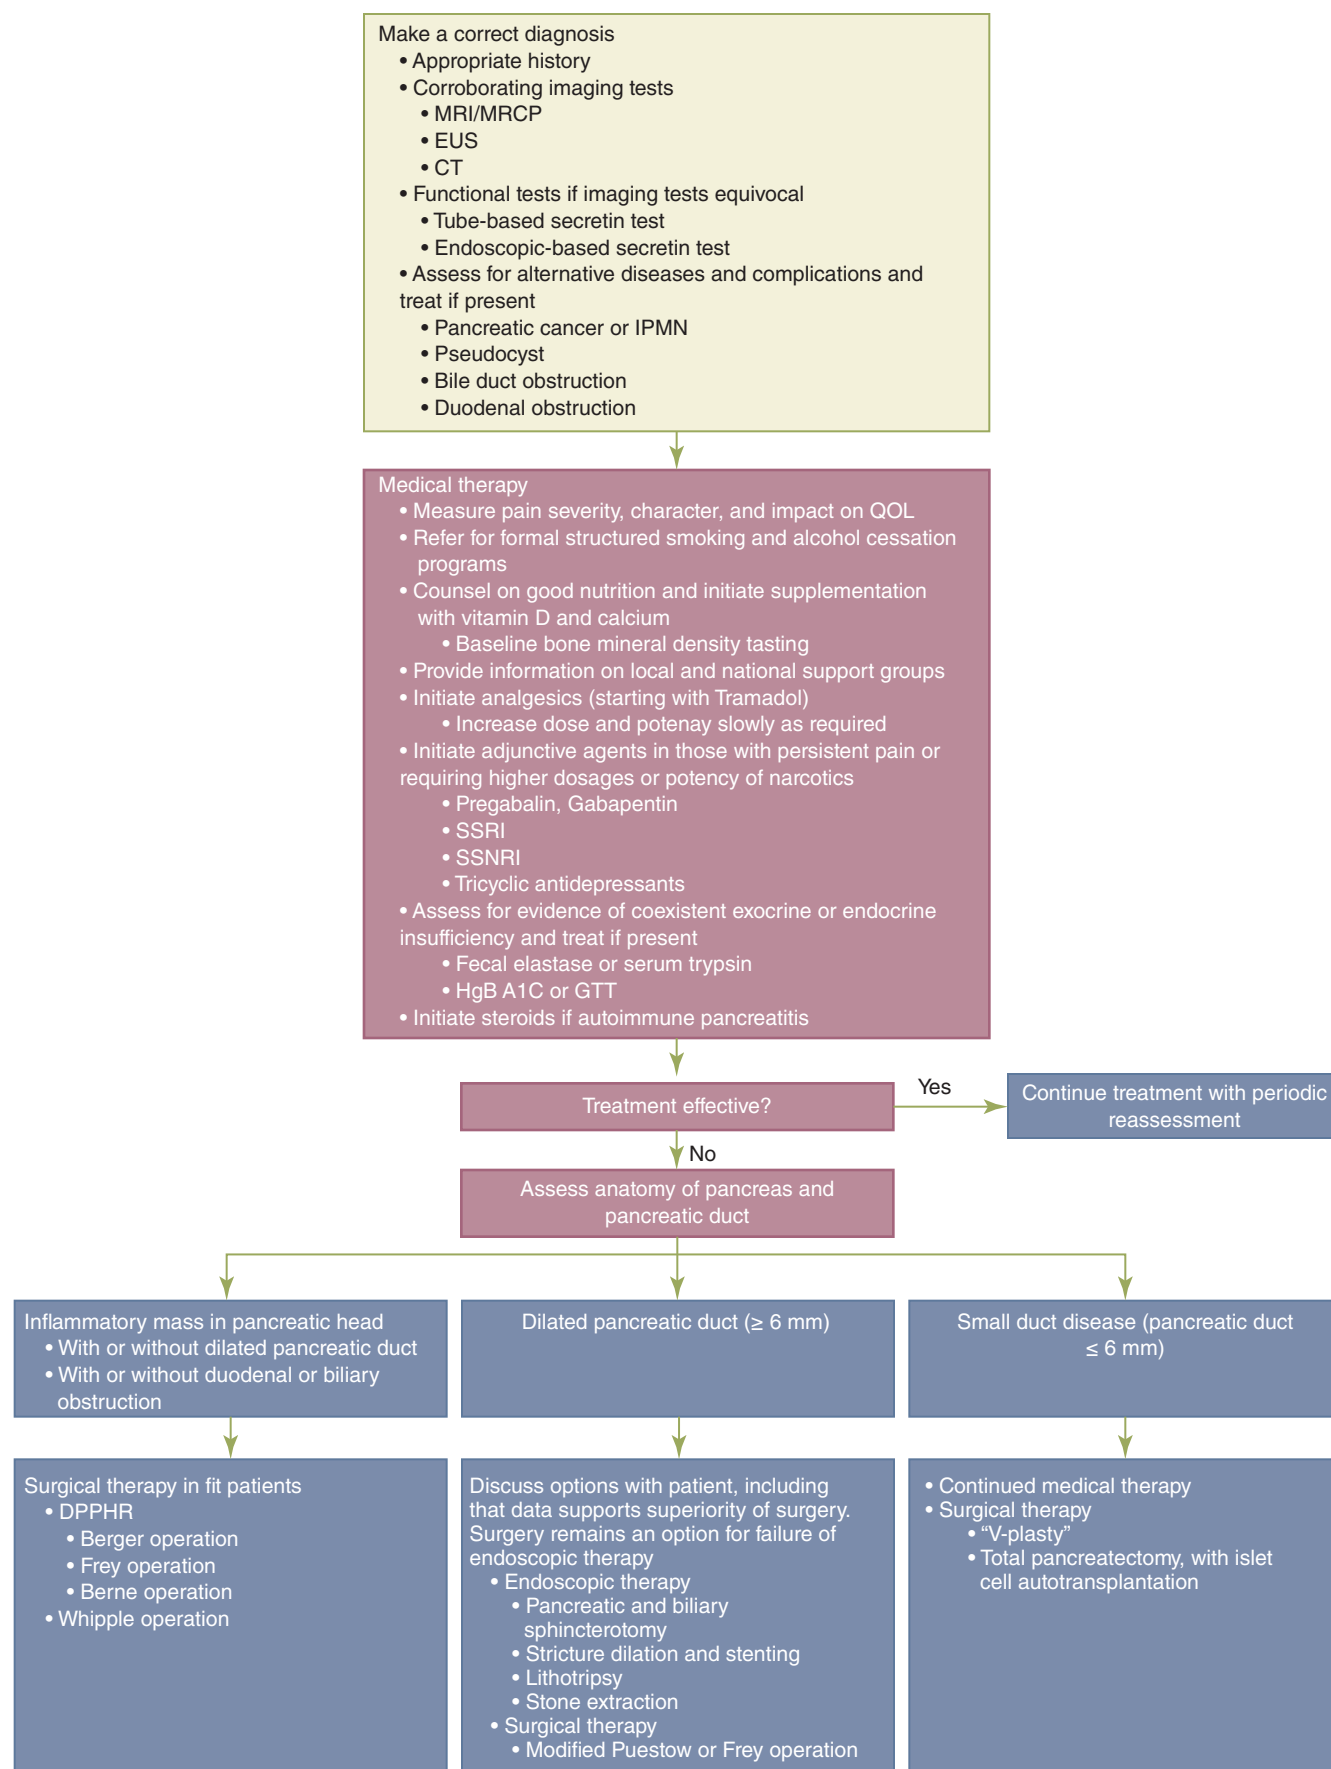 Make a correct diagnosis
• Appropriate history
• Corroborating imaging tests
• MRI/MRCP
• EUS
• CT
• Functional tests if imaging tests equivocal
• Tube-based secretin test
• Endoscopic-based secretin test
• Assess for alternative diseases and complications and
treat if present
• Pancreatic cancer or IPMN
• Pseudocyst
• Bile duct obstruction
• Duodenal obstruction
Medical therapy
• Measure pain severity, character, and impact on QOL
• Refer for formal structured smoking and alcohol cessation
programs
• Counsel on good nutrition and initiate supplementation
with vitamin D and calcium
• Baseline bone mineral density tasting
• Provide information on local and national support groups
• Initiate analgesics (starting with Tramadol)
• Increase dose and potenay slowly as required
• Initiate adjunctive agents in those with persistent pain or
requiring higher dosages or potency of narcotics
• Pregabalin, Gabapentin
• SSRI
• SSNRI
• Tricyclic antidepressants
• Assess for evidence of coexistent exocrine or endocrine
insufficiency and treat if present
• Fecal elastase or serum trypsin
• HgB A1C or GTT
• Initiate steroids if autoimmune pancreatitis
Treatment effective?
Yes
Continue treatment with periodic
reassessment
No
Assess anatomy of pancreas and
pancreatic duct
Inflammatory mass in pancreatic head
• With or without dilated pancreatic duct
• With or without duodenal or biliary
obstruction
Dilated pancreatic duct (≥ 6 mm)
Small duct disease (pancreatic duct
≤ 6 mm)
Surgical therapy in fit patients
• DPPHR
• Berger operation
• Frey operation
• Berne operation
• Whipple operation
Discuss options with patient, including
that data supports superiority of surgery.
Surgery remains an option for failure of
endoscopic therapy
• Endoscopic therapy
• Pancreatic and biliary
sphincterotomy
• Stricture dilation and stenting
• Lithotripsy
• Stone extraction
• Surgical therapy
• Modified Puestow or Frey operation
• Continued medical therapy
• Surgical therapy
• “V-plasty”
• Total pancreatectomy, with islet
cell autotransplantation